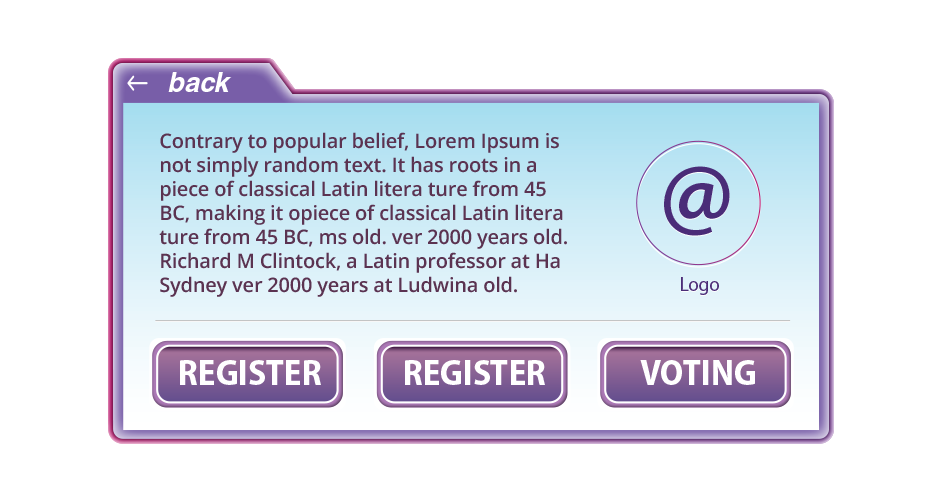 ← back
Contrary to popular belief, Lorem Ipsum is
not simply random text. It has roots in a
piece of classical Latin litera ture from 45
BC, making it opiece of classical Latin litera
ture from 45 BC, ms old. ver 2000 years old.
Richard M Clintock, a Latin professor at Ha
Sydney ver 2000 years at Ludwina old.
@
Logo
REGISTER
REGISTER
VOTING